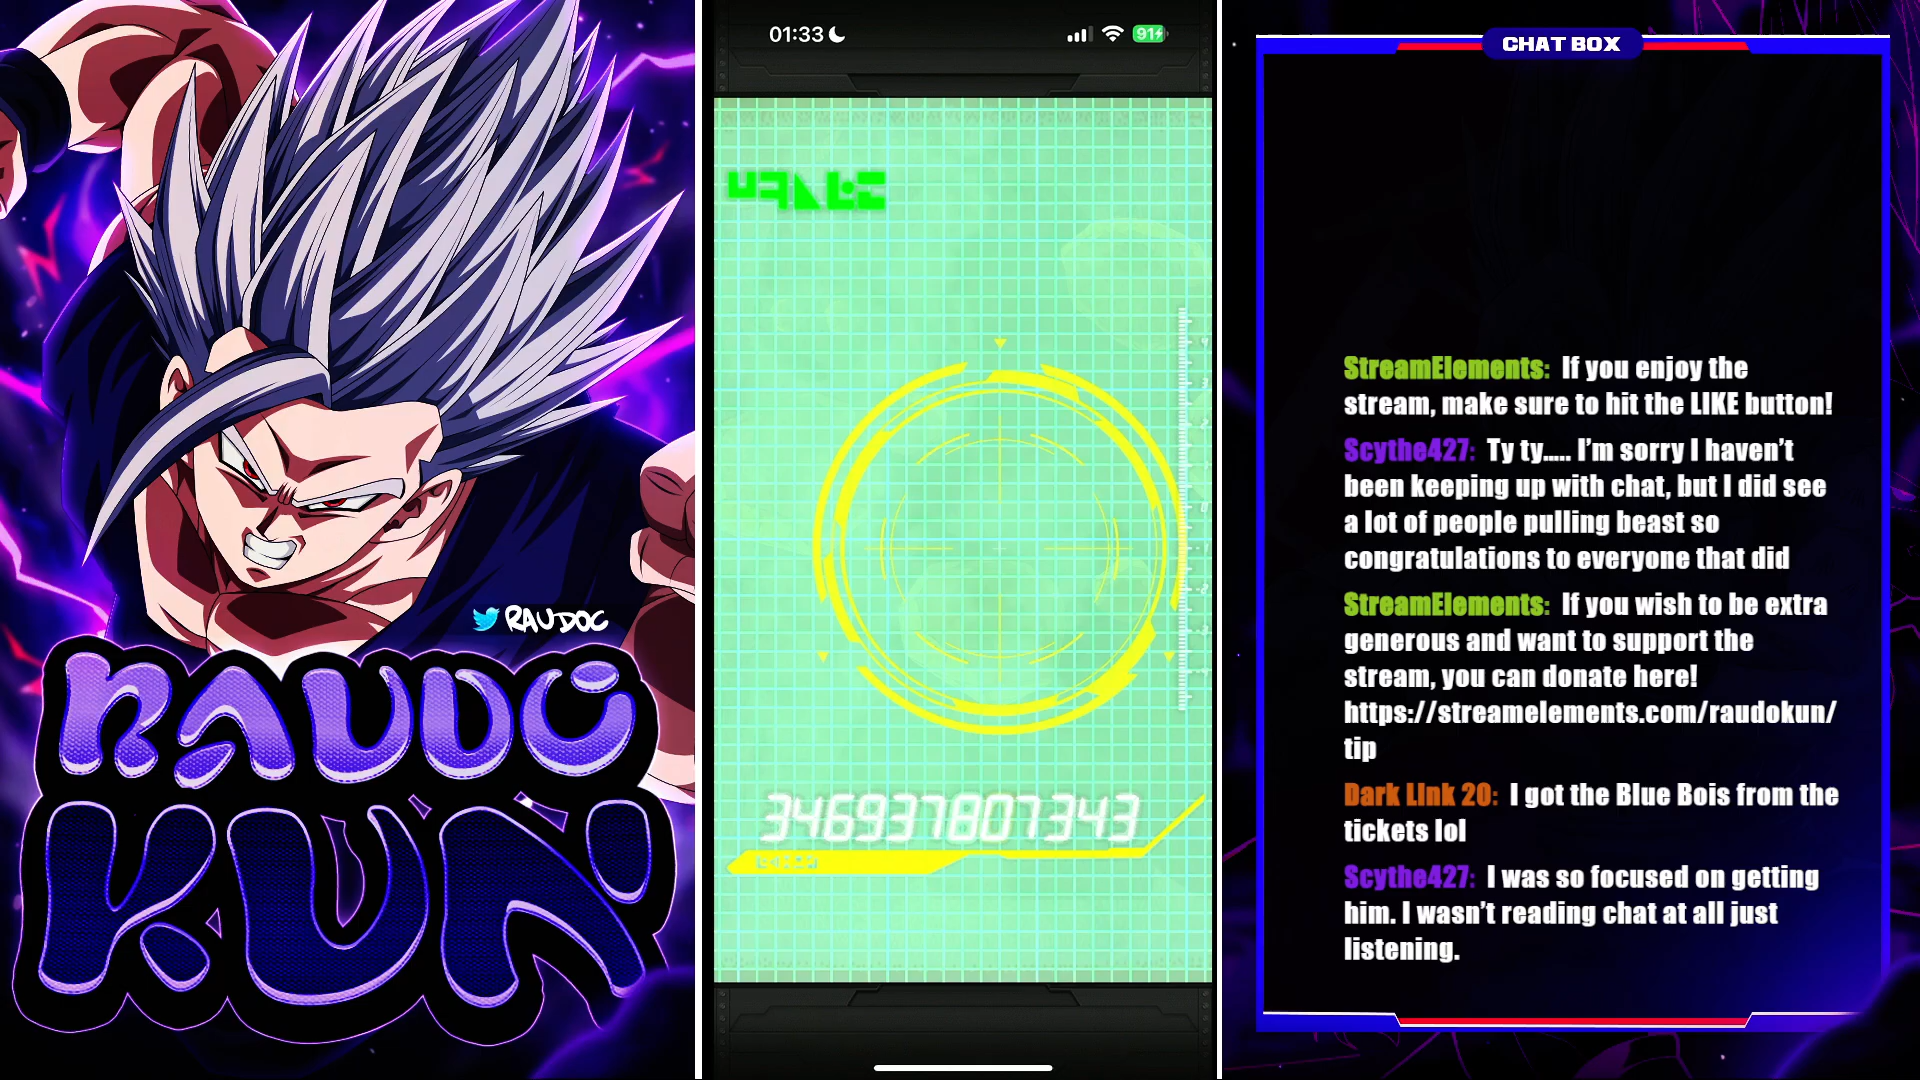 RAUDOC
RAUDO
KUN
01:33
91
346937807343
CHAT BOX
StreamElements: If you enjoy the
stream, make sure to hit the LIKE button!
Scythe427: Ty ty..... I'm sorry I haven't
been keeping up with chat, but I did see
a lot of people pulling beast so
congratulations to everyone that did
StreamElements: If you wish to be extra
generous and want to support the
stream, you can donate here!
https://streamelements.com/raudokun/
tip
Dark Link 20: I got the Blue Bois from the
tickets lol
Scythe427: I was so focused on getting
him. I wasn't reading chat at all just
listening.